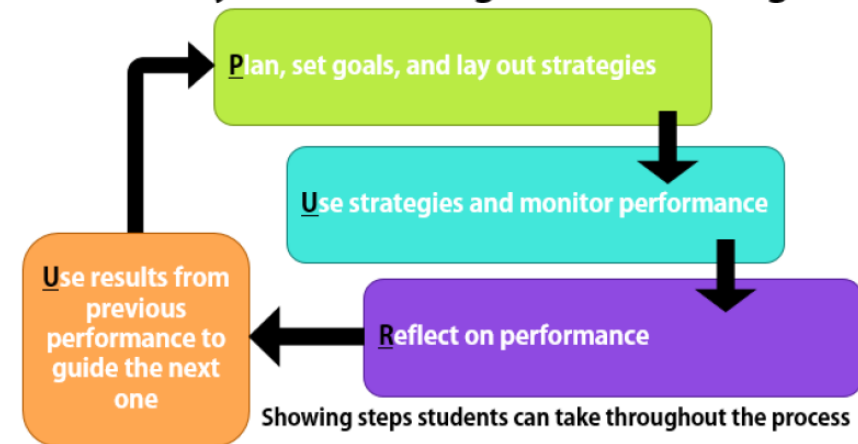 Plan, set goals, and lay out strategies
Use strategies and monitor performance
Reflect on performance
Use results from
previous
performance to
guide the next
one
Showing steps students can take throughout the process